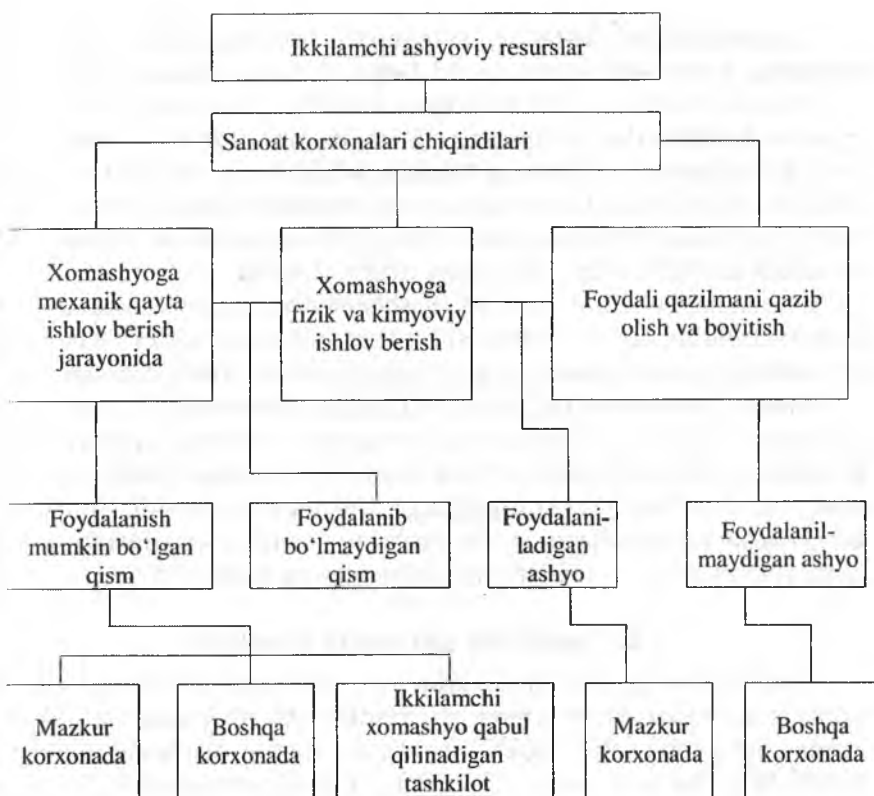 Ikkilamchi ashyoviy resurslar
Sanoat korxonalari chiqindilari
Xomashyoga
mexanik qayta
ishlov berish
jarayonida
Xomashyoga
fizik va kimyoviy
ishlov berish
Foydali qazilmani qazib
olish va boyitish
Foydalanish
mumkin bo‘lgan
qism
Foydalanib
bo‘lmaydigan
qism
Foydalani-
ladigan
ashyo
Foydalanil-
maydigan ashyo
Mazkur
korxonada
Boshqa
korxonada
Ikkilamchi
xomashyo qabul
qilinadigan
tashkilot
Mazkur
korxonada
Boshqa
korxonada